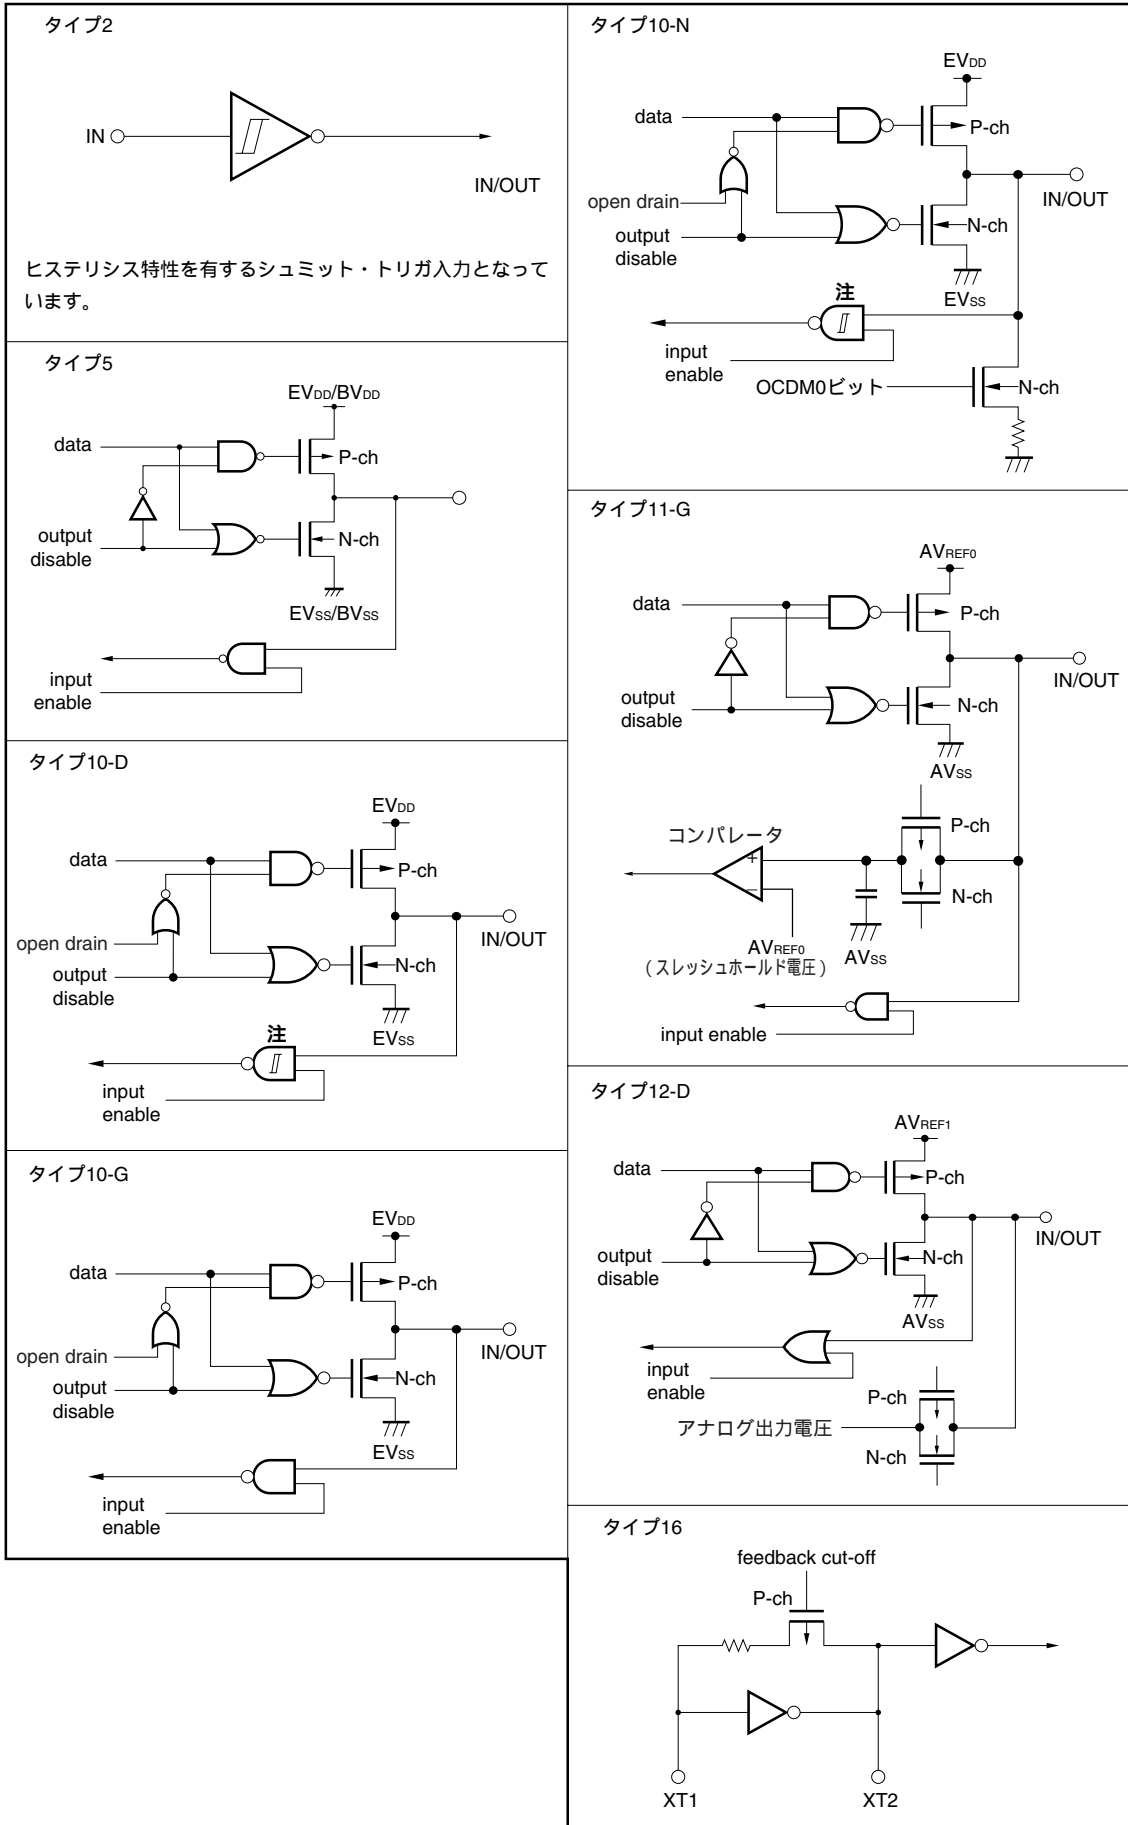 タイプ2
IN
IN/OUT
ヒステリシス特性を有するシュミット・トリガ入力となって
います。
タイプ5
EVDD/BVDD
data
P-ch
output
disable
N-ch
EVSS/BVSS
input
enable
タイプ10-D
EVDD
data
P-ch
open drain
IN/OUT
output
disable
N-ch
EVSS
注
input
enable
タイプ10-G
EVDD
data
P-ch
open drain
IN/OUT
output
disable
N-ch
EVSS
input
enable
タイプ10-N
EVDD
data
P-ch
open drain
IN/OUT
output
disable
N-ch
EVSS
注
input
enable
OCDM0ビット
N-ch
タイプ11-G
AVREF0
data
P-ch
IN/OUT
output
disable
N-ch
AVSS
P-ch
コンパレータ
+
−
N-ch
AVREF0
(スレッシュホールド電圧)
AVSS
input enable
タイプ12-D
AVREF1
data
P-ch
IN/OUT
output
disable
N-ch
AVSS
input
enable
P-ch
アナログ出力電圧
N-ch
タイプ16
feedback cut-off
P-ch
XT1
XT2